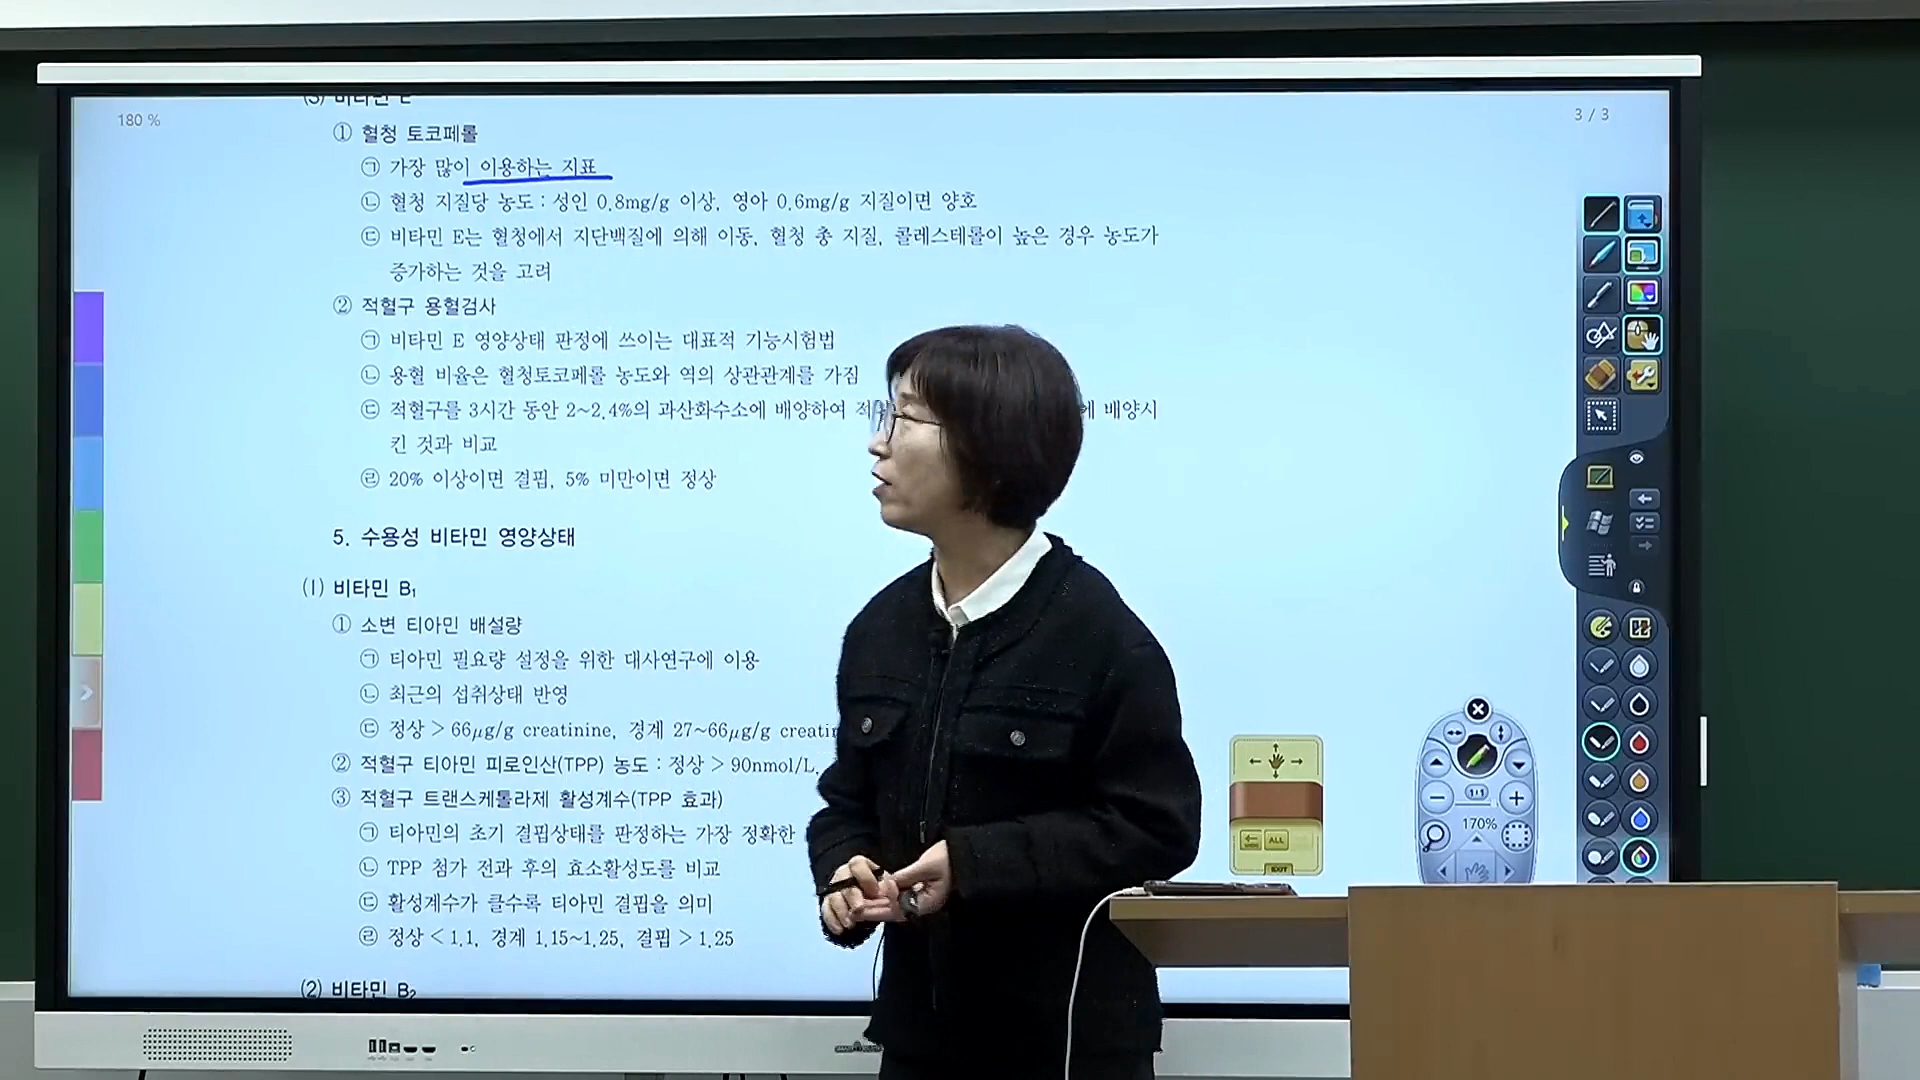 (3) 비타민 E
180 %
3 / 3
① 혈청 토코페롤
㉠ 가장 많이 이용하는 지표
㉡ 혈청 지질당 농도 : 성인 0.8mg/g 이상, 영아 0.6mg/g 지질이면 양호
㉢ 비타민 E는 혈청에서 지단백질에 의해 이동, 혈청 총 지질, 콜레스테롤이 높은 경우 농도가
증가하는 것을 고려
② 적혈구 용혈검사
㉠ 비타민 E 영양상태 판정에 쓰이는 대표적 기능시험법
㉡ 용혈 비율은 혈청토코페롤 농도와 역의 상관관계를 가짐
㉢ 적혈구를 3시간 동안 2~2.4%의 과산화수소에 배양하여 에 배양시
킨 것과 비교
㉣ 20% 이상이면 결핍, 5% 미만이면 정상
5. 수용성 비타민 영양상태
(1) 비타민 B₁
① 소변 티아민 배설량
㉠ 티아민 필요량 설정을 위한 대사연구에 이용
㉡ 최근의 섭취상태 반영
㉢ 정상 > 66μg/g creatinine, 경계 27~66μg/g
② 적혈구 티아민 피로인산(TPP) 농도 : 정상 > 90nmol/L,
③ 적혈구 트랜스케톨라제 활성계수(TPP 효과)
㉠ 티아민의 초기 결핍상태를 판정하는 가장 정확한
㉡ TPP 첨가 전과 후의 효소활성도를 비교
㉢ 활성계수가 클수록 티아민 결핍을 의미
㉣ 정상 < 1.1, 경계 1.15~1.25, 결핍 > 1.25
(2) 비타민 B₂
ALL
EXIT
1:1
170%